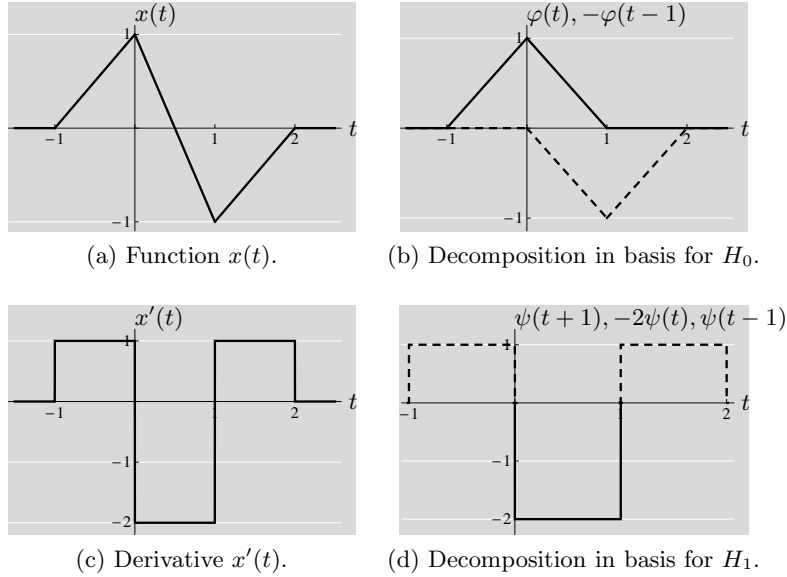 x(t)
1
−1
1
2
t
−1
(a) Function x(t).
φ(t), −φ(t − 1)
1
−1
1
2
t
−1
(b) Decomposition in basis for H₀.
x′(t)
1
−1
1
2
t
−1
−2
(c) Derivative x′(t).
ψ(t + 1), −2ψ(t), ψ(t − 1)
1
−1
1
2
t
−1
−2
(d) Decomposition in basis for H₁.